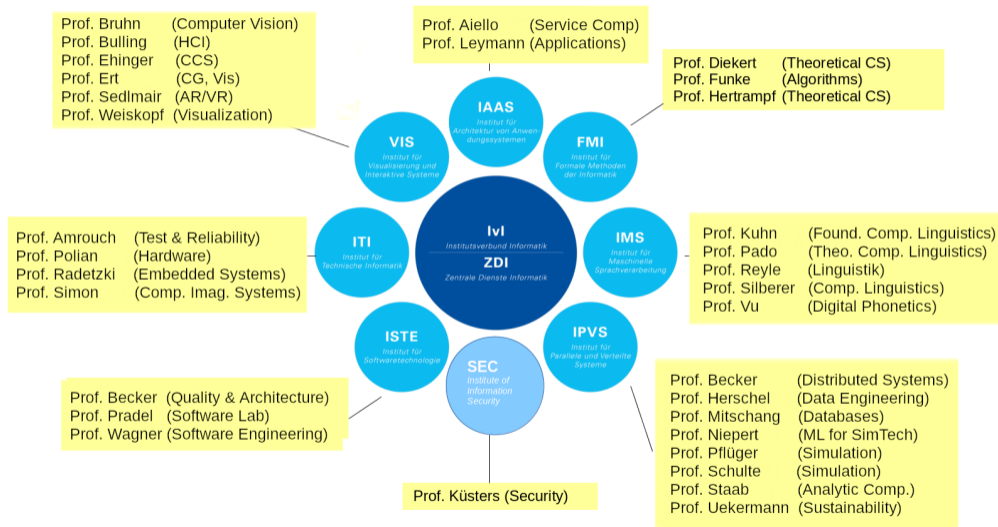 Prof. Bruhn (Computer Vision)
Prof. Bulling (HCI)
Prof. Ehinger (CCS)
Prof. Ert (CG, Vis)
Prof. Sedlmair (AR/VR)
Prof. Weiskopf (Visualization)
Prof. Aiello (Service Comp)
Prof. Leymann (Applications)
Prof. Diekert (Theoretical CS)
Prof. Funke (Algorithms)
Prof. Hertrampf (Theoretical CS)
IAAS
Institut für
Architektur von Anwen-
dungssystemen
VIS
Institut für
Visualisierung und
Interaktive Systeme
FMI
Institut für
Formale Methoden
der Informatik
Prof. Amrouch (Test & Reliability)
Prof. Polian (Hardware)
Prof. Radetzki (Embedded Systems)
Prof. Simon (Comp. Imag. Systems)
ITI
Institut für
Technische Informatik
IvI
Institutsverbund Informatik
ZDI
Zentrale Dienste Informatik
IMS
Institut für
Maschinelle
Sprachverarbeitung
Prof. Kuhn (Found. Comp. Linguistics)
Prof. Pado (Theo. Comp. Linguistics)
Prof. Reyle (Linguistik)
Prof. Silberer (Comp. Linguistics)
Prof. Vu (Digital Phonetics)
ISTE
Institut für
Softwaretechnologie
SEC
Institute of
Information
Security
IPVS
Institut für
Parallele und Verteilte
Systeme
Prof. Becker (Quality & Architecture)
Prof. Pradel (Software Lab)
Prof. Wagner (Software Engineering)
Prof. Küsters (Security)
Prof. Becker (Distributed Systems)
Prof. Herschel (Data Engineering)
Prof. Mitschang (Databases)
Prof. Niepert (ML for SimTech)
Prof. Pflüger (Simulation)
Prof. Schulte (Simulation)
Prof. Staab (Analytic Comp.)
Prof. Uekermann (Sustainability)